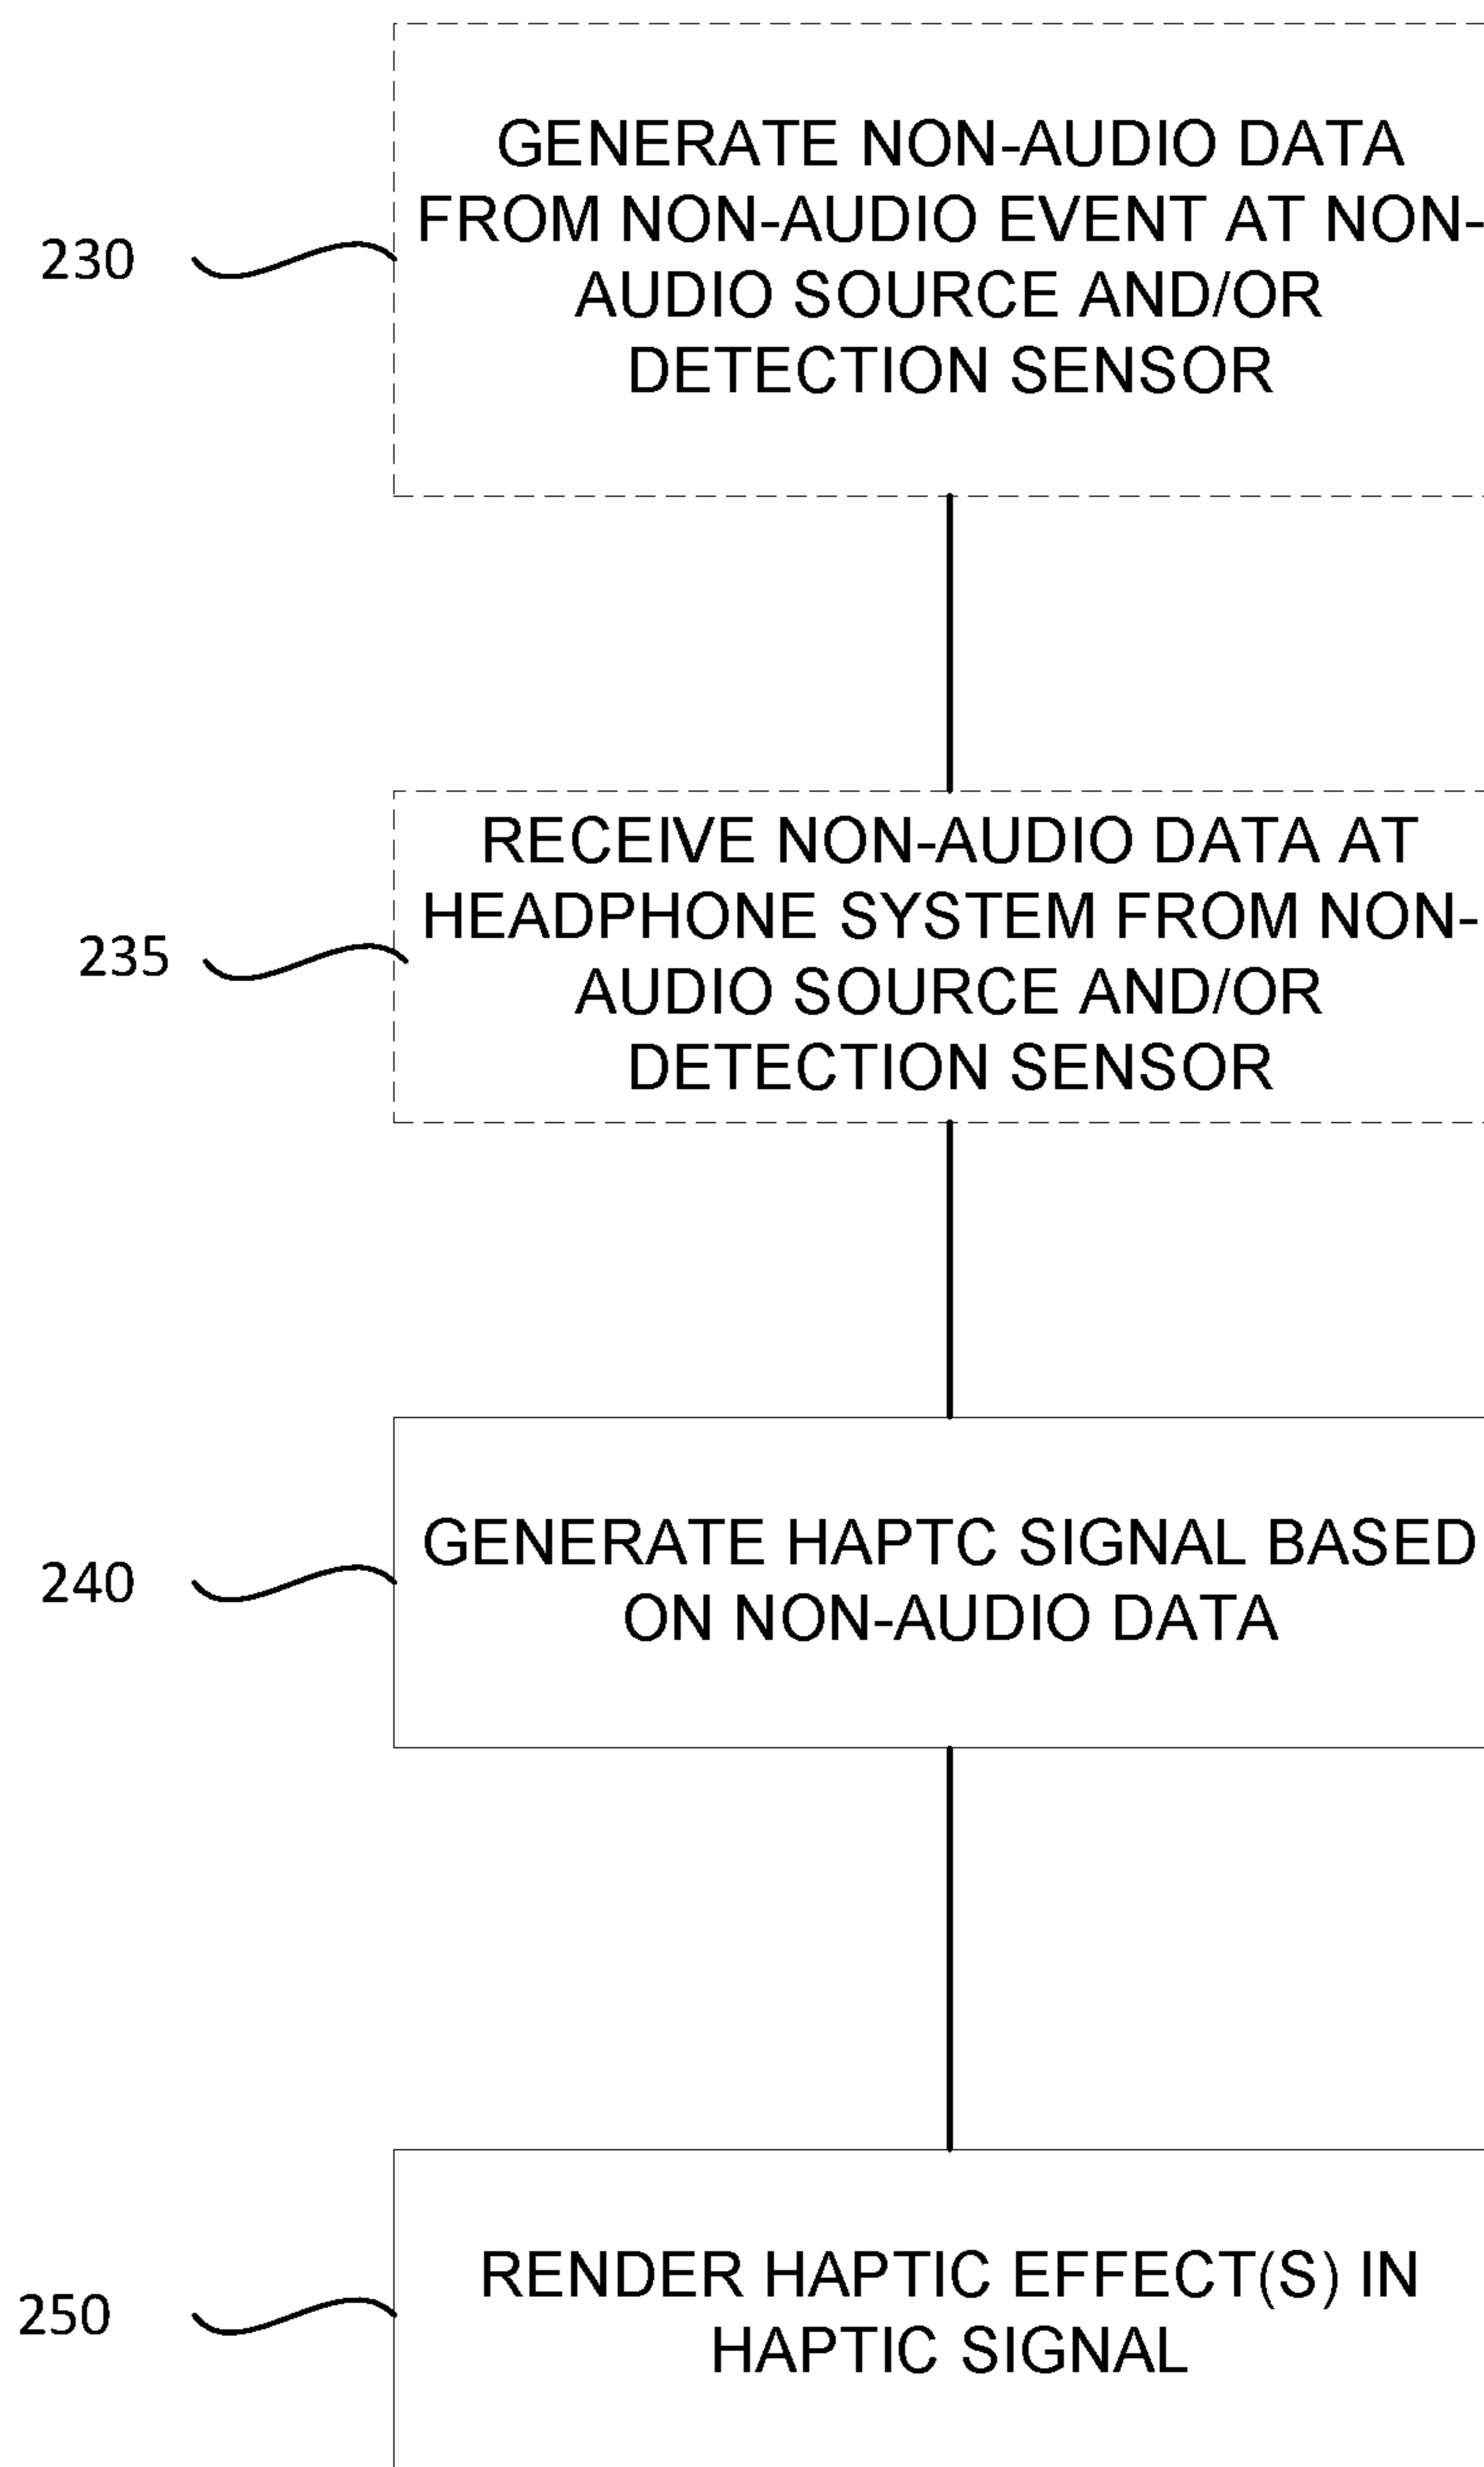 GENERATE NON-AUDIO DATA
FROM NON-AUDIO EVENT AT NON-
AUDIO SOURCE AND/OR
DETECTION SENSOR
230
RECEIVE NON-AUDIO DATA AT
HEADPHONE SYSTEM FROM NON-
AUDIO SOURCE AND/OR
DETECTION SENSOR
235
GENERATE HAPTC SIGNAL BASED
ON NON-AUDIO DATA
240
RENDER HAPTIC EFFECT(S) IN
HAPTIC SIGNAL
250